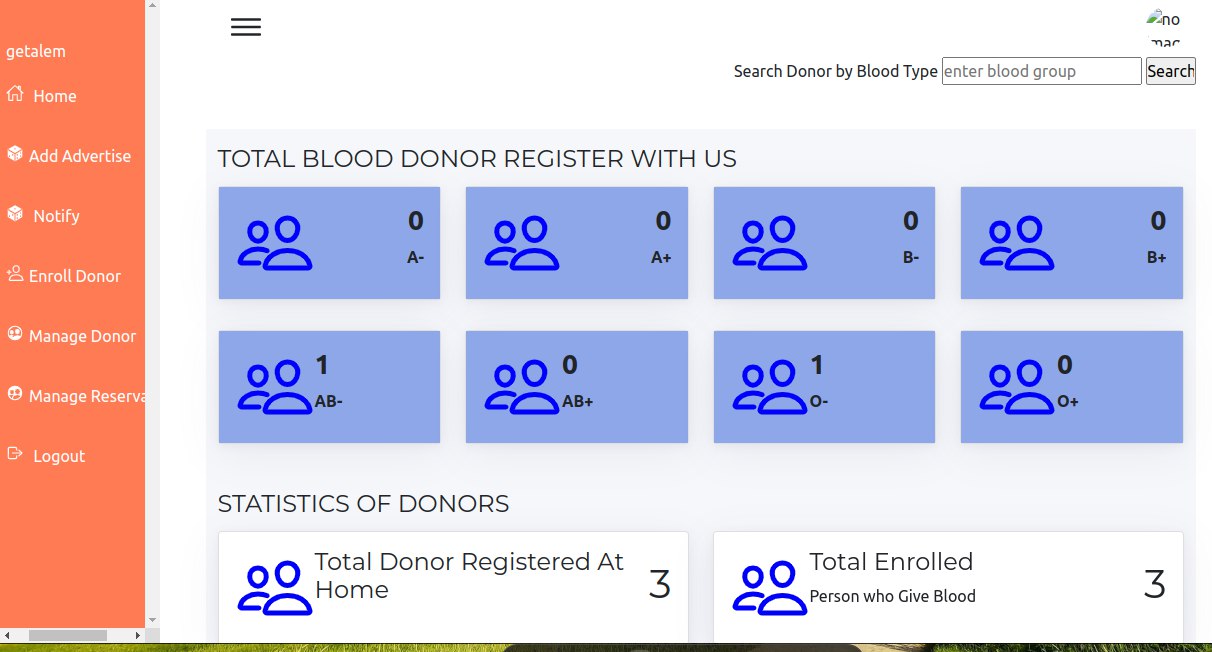 getalem
Home
Add Advertise
Notify
Enroll Donor
Manage Donor
Manage Reserva
Logout
no
Search Donor by Blood Type enter blood group Search
TOTAL BLOOD DONOR REGISTER WITH US
0
A-
0
A+
0
B-
0
B+
1
AB-
0
AB+
1
O-
0
O+
STATISTICS OF DONORS
Total Donor Registered At
Home
3
Total Enrolled
Person who Give Blood
3